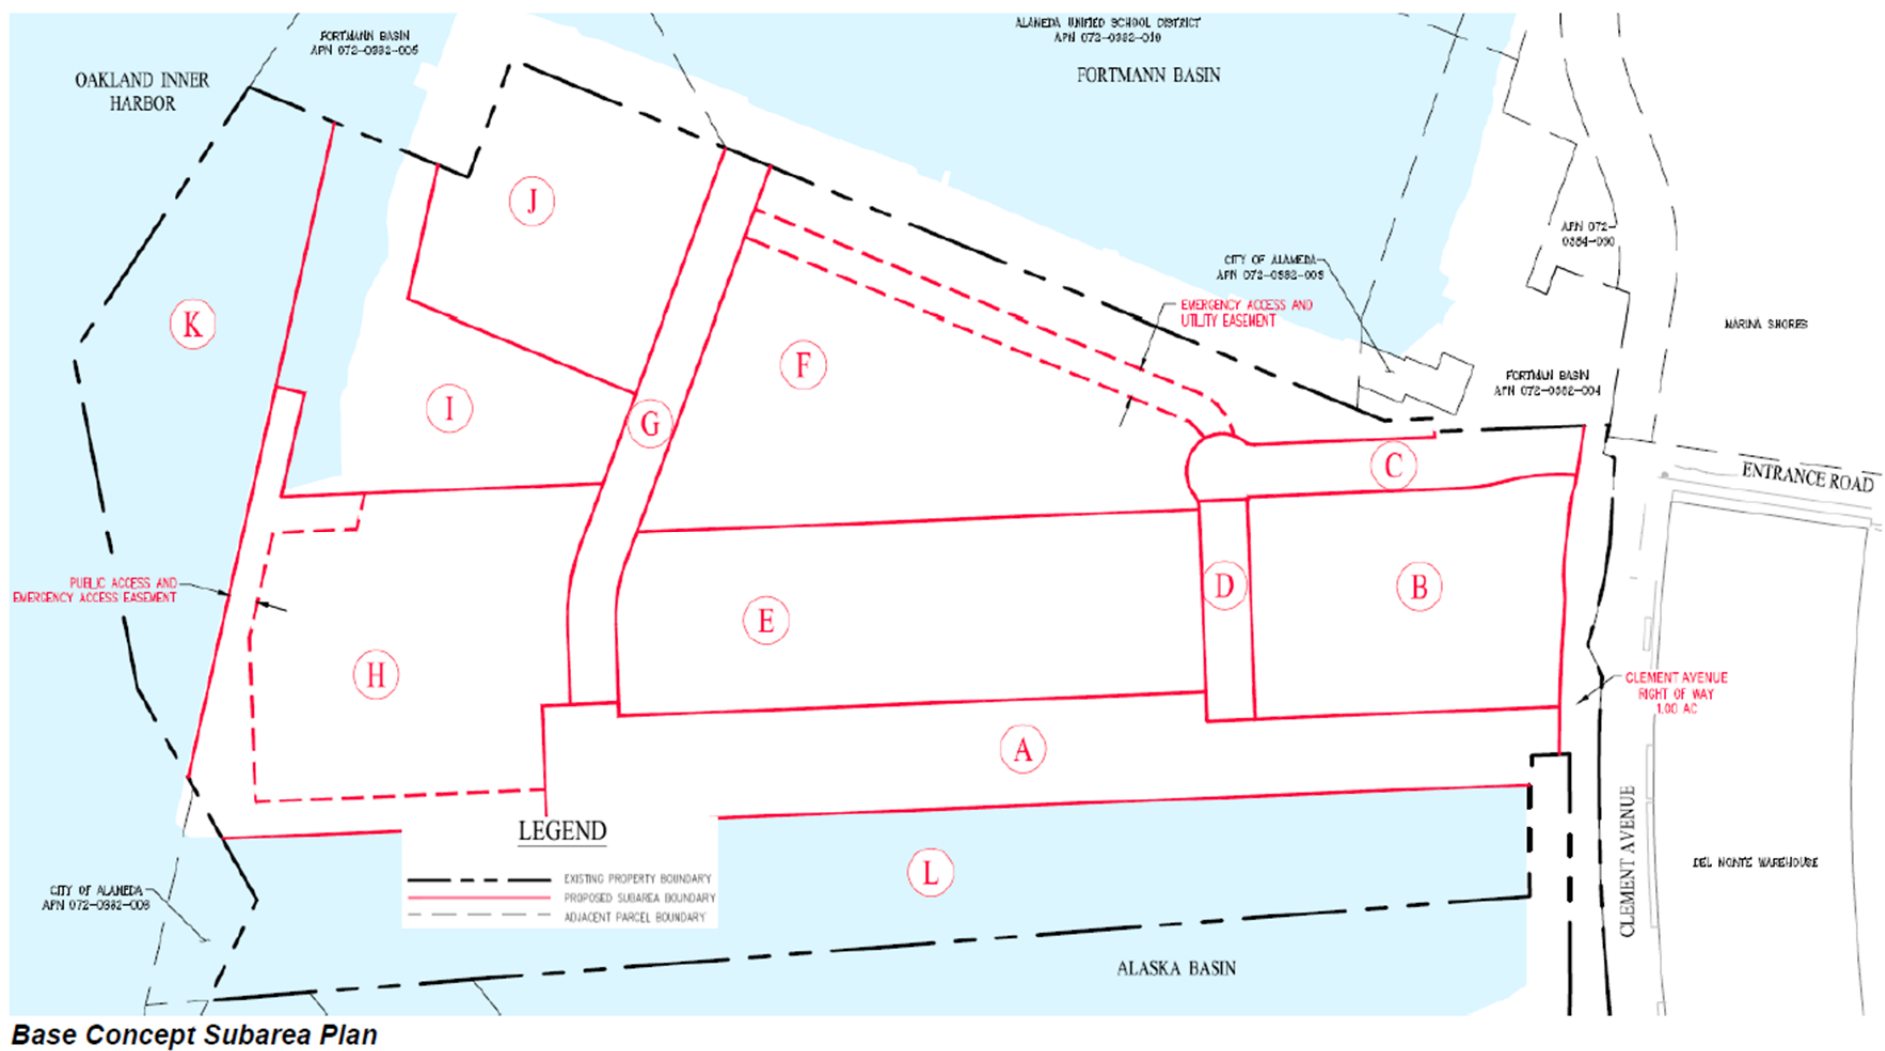 FORTMANN BASIN
APN 072-0382-005
ALAMEDA UNIFIED SCHOOL DISTRICT
APN 072-0382-010
OAKLAND INNER
HARBOR
FORTMANN BASIN
J
APN 072-
0384-030
CITY OF ALAMEDA
APN 072-0382-009
EMERGENCY ACCESS AND
UTILITY EASEMENT
K
MARINA SHORES
F
FORTMAN BASIN
APN 072-0382-004
I
G
C
ENTRANCE ROAD
PUBLIC ACCESS AND
EMERGENCY ACCESS EASEMENT
D
B
E
H
CLEMENT AVENUE
RIGHT OF WAY
1.00 AC
A
LEGEND
EXISTING PROPERTY BOUNDARY
PROPOSED SUBAREA BOUNDARY
ADJACENT PARCEL BOUNDARY
L
CLEMENT AVENUE
DEL MONTE WAREHOUSE
CITY OF ALAMEDA
APN 072-0382-008
ALASKA BASIN
Base Concept Subarea Plan